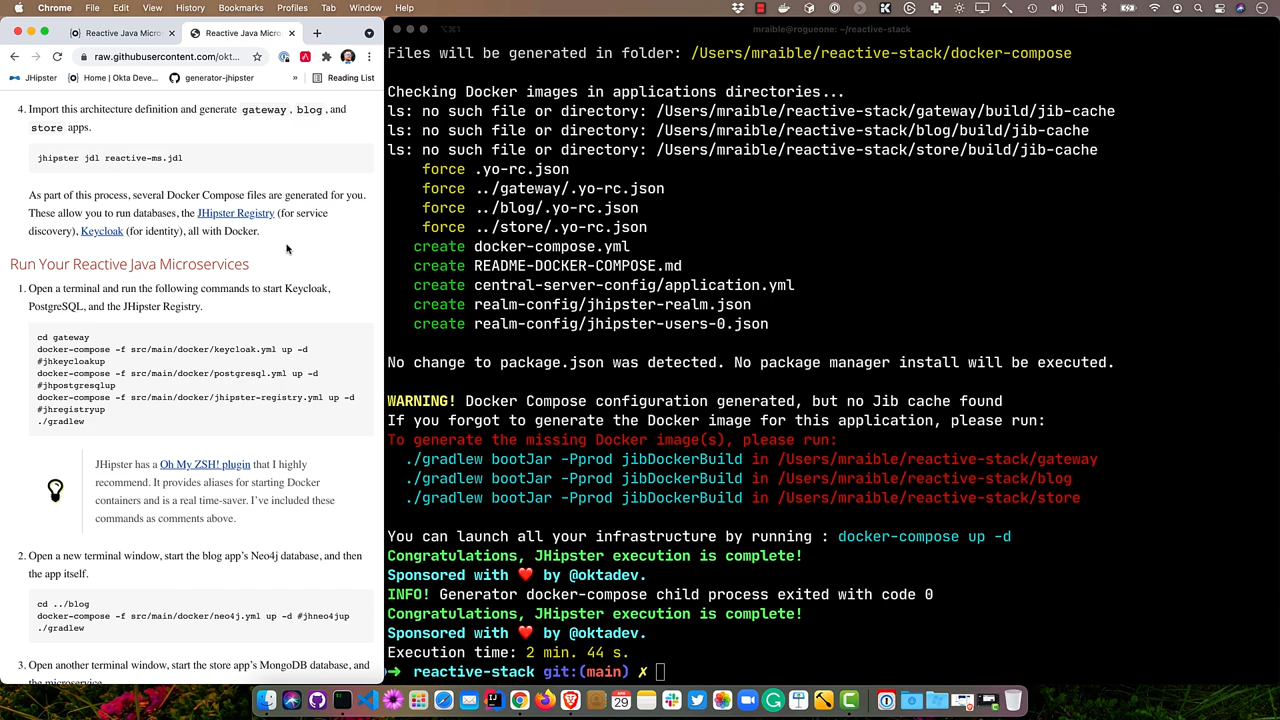 Chrome File Edit View History Bookmarks Profiles Tab Window Help
Reactive Java Micro
Reactive Java Micro
raw.githubusercontent.com/okt...
JHipster
Home | Okta Deve...
generator-jhipster
»
Reading List
4. Import this architecture definition and generate gateway, blog, and
store apps.
jhipster jdl reactive-ms.jdl
As part of this process, several Docker Compose files are generated for you.
These allow you to run databases, the JHipster Registry (for service
discovery), Keycloak (for identity), all with Docker.
Run Your Reactive Java Microservices
1. Open a terminal and run the following commands to start Keycloak,
PostgreSQL, and the JHipster Registry.
cd gateway
docker-compose -f src/main/docker/keycloak.yml up -d
#jhkeycloakup
docker-compose -f src/main/docker/postgresql.yml up -d
#jhpostgresqlup
docker-compose -f src/main/docker/jhipster-registry.yml up -d
#jhregistryup
./gradlew
JHipster has a Oh My ZSH! plugin that I highly
recommend. It provides aliases for starting Docker
containers and is a real time-saver. I've included these
commands as comments above.
2. Open a new terminal window, start the blog app's Neo4j database, and then
the app itself.
cd ../blog
docker-compose -f src/main/docker/neo4j.yml up -d #jhneo4jup
./gradlew
3. Open another terminal window, start the store app's MongoDB database, and
the microservice.
⌥⌘1
mraible@rogueone: ~/reactive-stack
Files will be generated in folder: /Users/mraible/reactive-stack/docker-compose
Checking Docker images in applications directories...
ls: no such file or directory: /Users/mraible/reactive-stack/gateway/build/jib-cache
ls: no such file or directory: /Users/mraible/reactive-stack/blog/build/jib-cache
ls: no such file or directory: /Users/mraible/reactive-stack/store/build/jib-cache
force .yo-rc.json
force ../gateway/.yo-rc.json
force ../blog/.yo-rc.json
force ../store/.yo-rc.json
create docker-compose.yml
create README-DOCKER-COMPOSE.md
create central-server-config/application.yml
create realm-config/jhipster-realm.json
create realm-config/jhipster-users-0.json
No change to package.json was detected. No package manager install will be executed.
WARNING! Docker Compose configuration generated, but no Jib cache found
If you forgot to generate the Docker image for this application, please run:
To generate the missing Docker image(s), please run:
./gradlew bootJar -Pprod jibDockerBuild in /Users/mraible/reactive-stack/gateway
./gradlew bootJar -Pprod jibDockerBuild in /Users/mraible/reactive-stack/blog
./gradlew bootJar -Pprod jibDockerBuild in /Users/mraible/reactive-stack/store
You can launch all your infrastructure by running : docker-compose up -d
Congratulations, JHipster execution is complete!
Sponsored with ❤️ by @oktadev.
INFO! Generator docker-compose child process exited with code 0
Congratulations, JHipster execution is complete!
Sponsored with ❤️ by @oktadev.
Execution time: 2 min. 44 s.
➜ reactive-stack git:(main) ✗
29